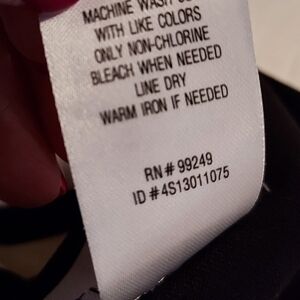 MACHINE WASH
WITH LIKE COLORS
ONLY NON-CHLORINE
BLEACH WHEN NEEDED
LINE DRY
WARM IRON IF NEEDED
RN # 99249
ID # 4S13011075